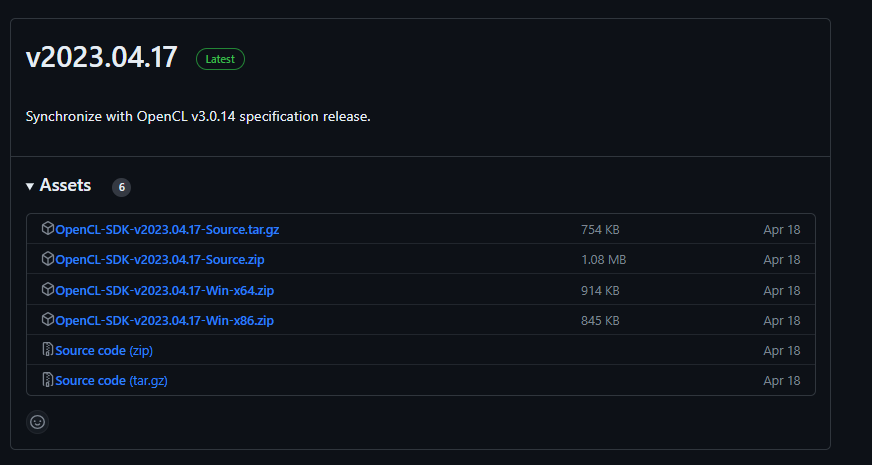 v2023.04.17 Latest
Synchronize with OpenCL v3.0.14 specification release.
Assets 6
OpenCL-SDK-v2023.04.17-Source.tar.gz 754 KB Apr 18
OpenCL-SDK-v2023.04.17-Source.zip 1.08 MB Apr 18
OpenCL-SDK-v2023.04.17-Win-x64.zip 914 KB Apr 18
OpenCL-SDK-v2023.04.17-Win-x86.zip 845 KB Apr 18
Source code (zip) Apr 18
Source code (tar.gz) Apr 18